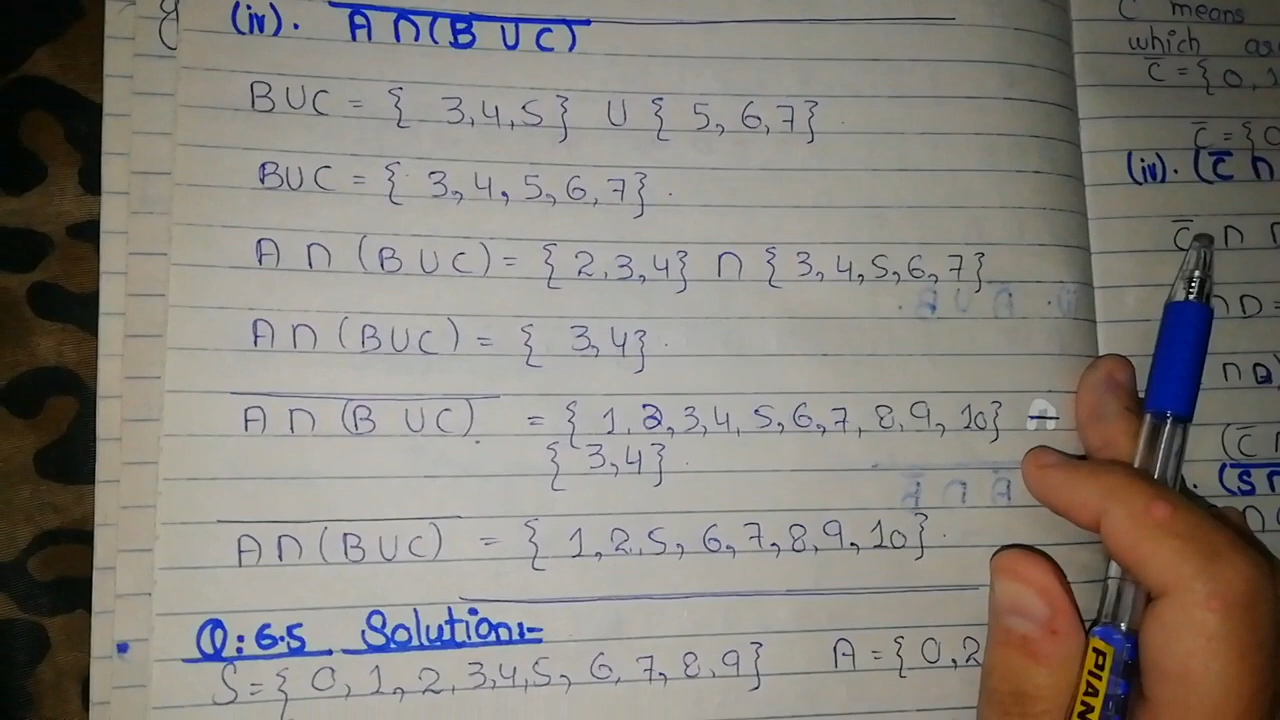 (iv). A∩(B∪C)
B∪C = { 3,4,5} ∪ { 5, 6,7}.
B∪C = { 3, 4, 5, 6, 7}.
A ∩ (B ∪ C) = { 2,3,4} ∩ { 3, 4, 5, 6, 7}
A ∩ (B∪C) = { 3,4}.
A ∩ (B ∪ C) = { 1, 2, 3, 4, 5, 6, 7, 8, 9, 10} -
{ 3,4}.
A∩(B∪C) = { 1, 2, 5, 6, 7, 8, 9, 10}.
Q:6.5 Solution:-
S={ 0, 1, 2, 3,4,5, 6, 7, 8, 9} A = { 0,2
C means
which
C̅ = { 0, 1
C̅ = { 0
(iv). (C̅ ∩
C̅ ∩
∩ D =
∩ D
(C̅
(S
PIAN